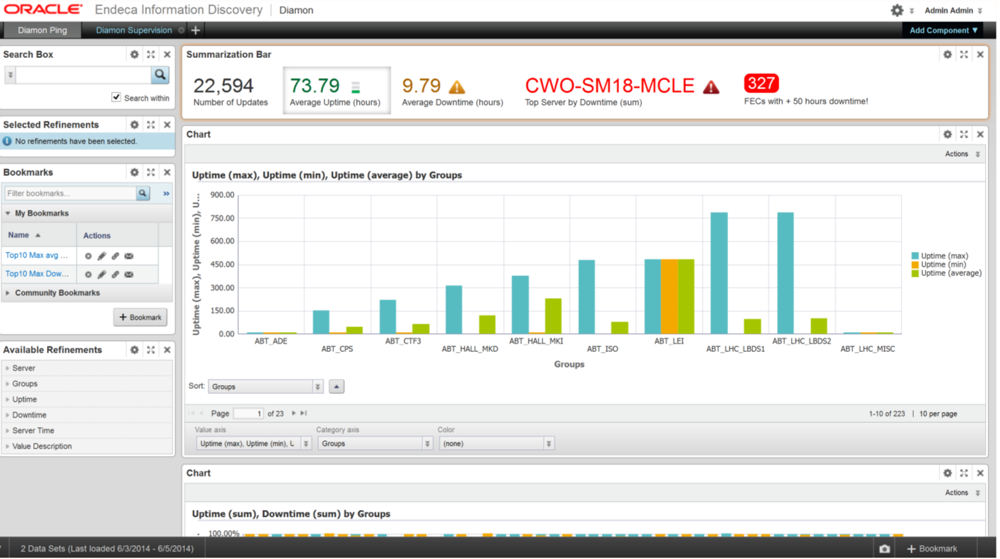 ORACLE Endeca Information Discovery | Diamon
Admin Admin
Diamon Ping
Diamon Supervision
Add Component
Search Box
Search within
Selected Refinements
No refinements have been selected.
Bookmarks
Filter bookmarks...
My Bookmarks
Name
Actions
Top10 Max avg ...
Top10 Max Dow...
Community Bookmarks
+ Bookmark
Available Refinements
Server
Groups
Uptime
Downtime
Server Time
Value Description
Summarization Bar
22,594
Number of Updates
73.79
Average Uptime (hours)
9.79
Average Downtime (hours)
CWO-SM18-MCLE
Top Server by Downtime (sum)
327
FECs with + 50 hours downtime!
Chart
Actions
Uptime (max), Uptime (min), Uptime (average) by Groups
Uptime (max), Uptime (min), U...
900.00
750.00
600.00
450.00
300.00
150.00
0.00
ABT_ADE
ABT_CPS
ABT_CTF3
ABT_HALL_MKD
ABT_HALL_MKI
ABT_ISO
ABT_LEI
ABT_LHC_LBDS1
ABT_LHC_LBDS2
ABT_LHC_MISC
Groups
Uptime (max)
Uptime (min)
Uptime (average)
Sort: Groups
Page 1 of 23
1-10 of 223 | 10 per page
Value axis
Uptime (max), Uptime (min), U
Category axis
Groups
Color
(none)
Chart
Actions
Uptime (sum), Downtime (sum) by Groups
100.00%
2 Data Sets (Last loaded 6/3/2014 - 6/5/2014)
+ Bookmark